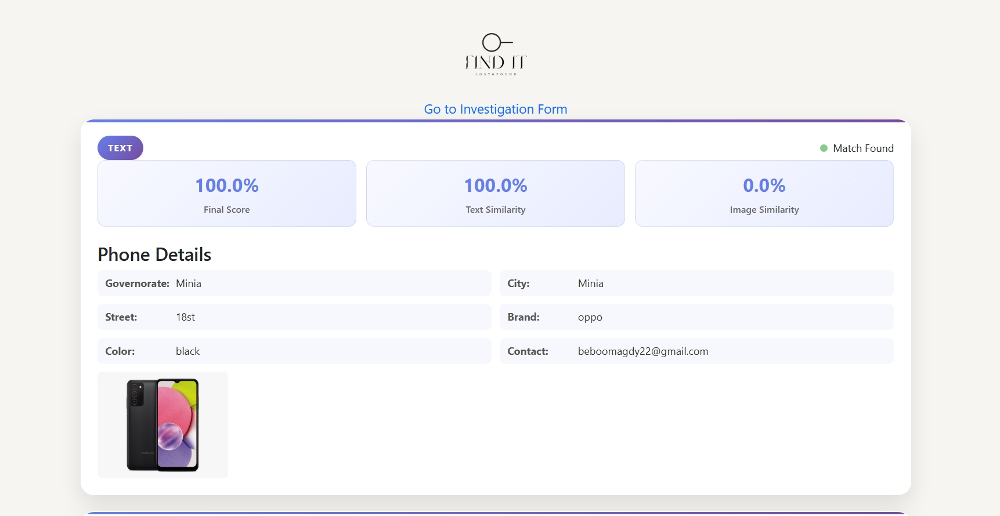 FIND IT
LOST&FOUND
Go to Investigation Form
TEXT
Match Found
100.0%
Final Score
100.0%
Text Similarity
0.0%
Image Similarity
Phone Details
Governorate: Minia
City: Minia
Street: 18st
Brand: oppo
Color: black
Contact: beboomagdy22@gmail.com
SAMSUNG